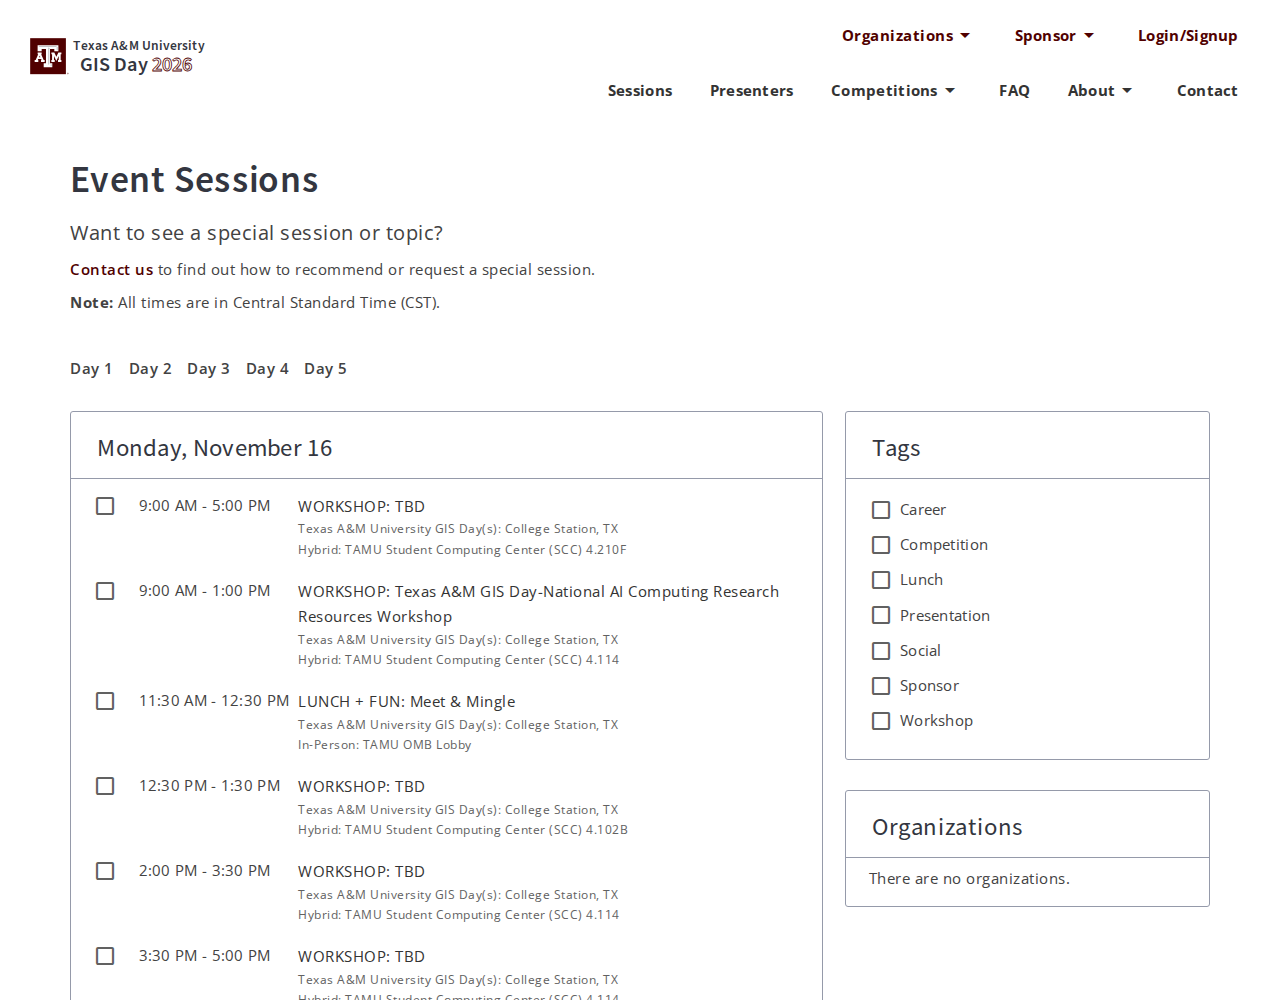 Texas A&M University
GIS Day 2026
Organizations
Sponsor
Login/Signup
Sessions
Presenters
Competitions
FAQ
About
Contact
Event Sessions
Want to see a special session or topic?
Contact us to find out how to recommend or request a special session.
Note: All times are in Central Standard Time (CST).
Day 1
Day 2
Day 3
Day 4
Day 5
Monday, November 16
9:00 AM - 5:00 PM
WORKSHOP: TBD
Texas A&M University GIS Day(s): College Station, TX
Hybrid: TAMU Student Computing Center (SCC) 4.210F
9:00 AM - 1:00 PM
WORKSHOP: Texas A&M GIS Day-National AI Computing Research
Resources Workshop
Texas A&M University GIS Day(s): College Station, TX
Hybrid: TAMU Student Computing Center (SCC) 4.114
11:30 AM - 12:30 PM
LUNCH + FUN: Meet & Mingle
Texas A&M University GIS Day(s): College Station, TX
In-Person: TAMU OMB Lobby
12:30 PM - 1:30 PM
WORKSHOP: TBD
Texas A&M University GIS Day(s): College Station, TX
Hybrid: TAMU Student Computing Center (SCC) 4.102B
2:00 PM - 3:30 PM
WORKSHOP: TBD
Texas A&M University GIS Day(s): College Station, TX
Hybrid: TAMU Student Computing Center (SCC) 4.114
3:30 PM - 5:00 PM
WORKSHOP: TBD
Texas A&M University GIS Day(s): College Station, TX
Hybrid: TAMU Student Computing Center (SCC) 4.114
Tags
Career
Competition
Lunch
Presentation
Social
Sponsor
Workshop
Organizations
There are no organizations.